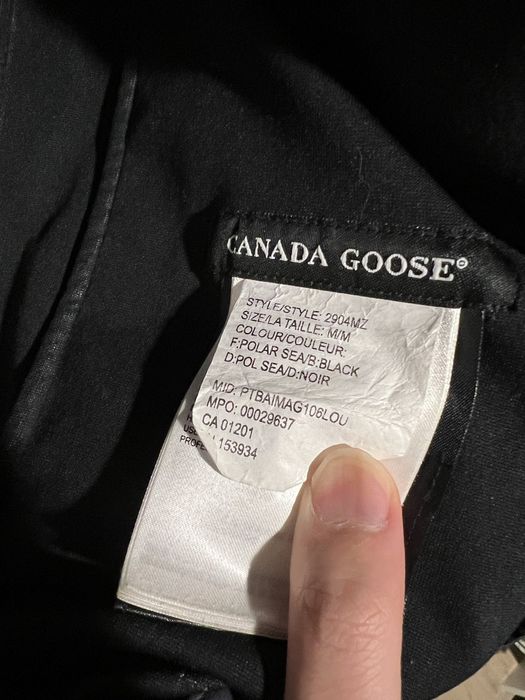 CANADA GOOSE®
STYLE/STYLE: 2904MZ
SIZE/LA TAILLE: M/M
COLOUR/COULEUR:
F:POLAR SEA/B:BLACK
D:POL SEA/D:NOIR
MID: PTBAIMAG106LOU
MPO: 00029637
CA 01201
153934